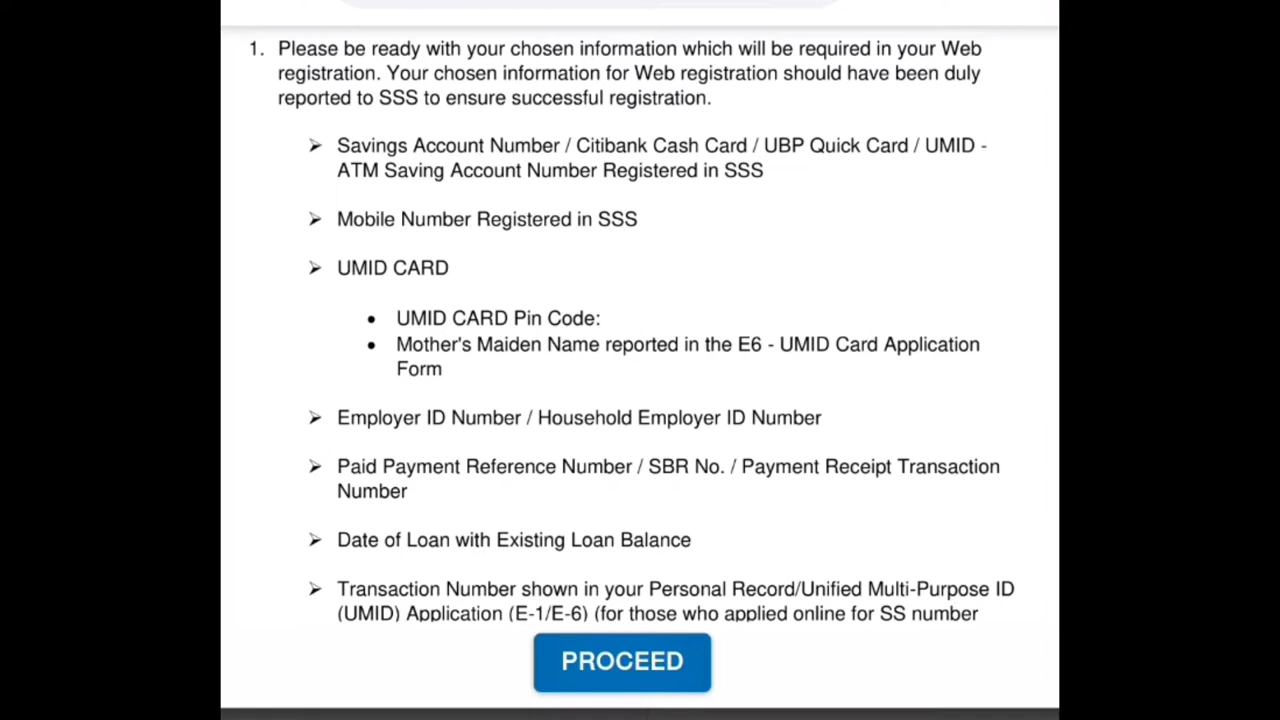 1. Please be ready with your chosen information which will be required in your Web
registration. Your chosen information for Web registration should have been duly
reported to SSS to ensure successful registration.
➢ Savings Account Number / Citibank Cash Card / UBP Quick Card / UMID -
ATM Saving Account Number Registered in SSS
➢ Mobile Number Registered in SSS
➢ UMID CARD
• UMID CARD Pin Code:
• Mother's Maiden Name reported in the E6 - UMID Card Application
Form
➢ Employer ID Number / Household Employer ID Number
➢ Paid Payment Reference Number / SBR No. / Payment Receipt Transaction
Number
➢ Date of Loan with Existing Loan Balance
➢ Transaction Number shown in your Personal Record/Unified Multi-Purpose ID
(UMID) Application (E-1/E-6) (for those who applied online for SS number
PROCEED